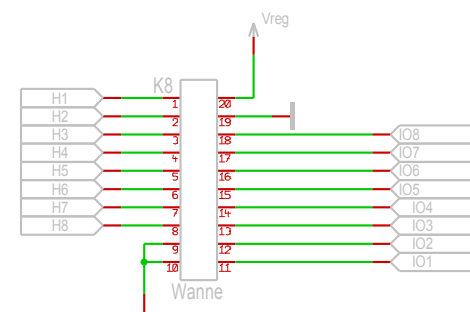 Vreg
K8
H1 1 20
H2 2 19
H3 3 18 IO8
H4 4 17 IO7
H5 5 16 IO6
H6 6 15 IO5
H7 7 14 IO4
H8 8 13 IO3
9 12 IO2
10 11 IO1
Wanne